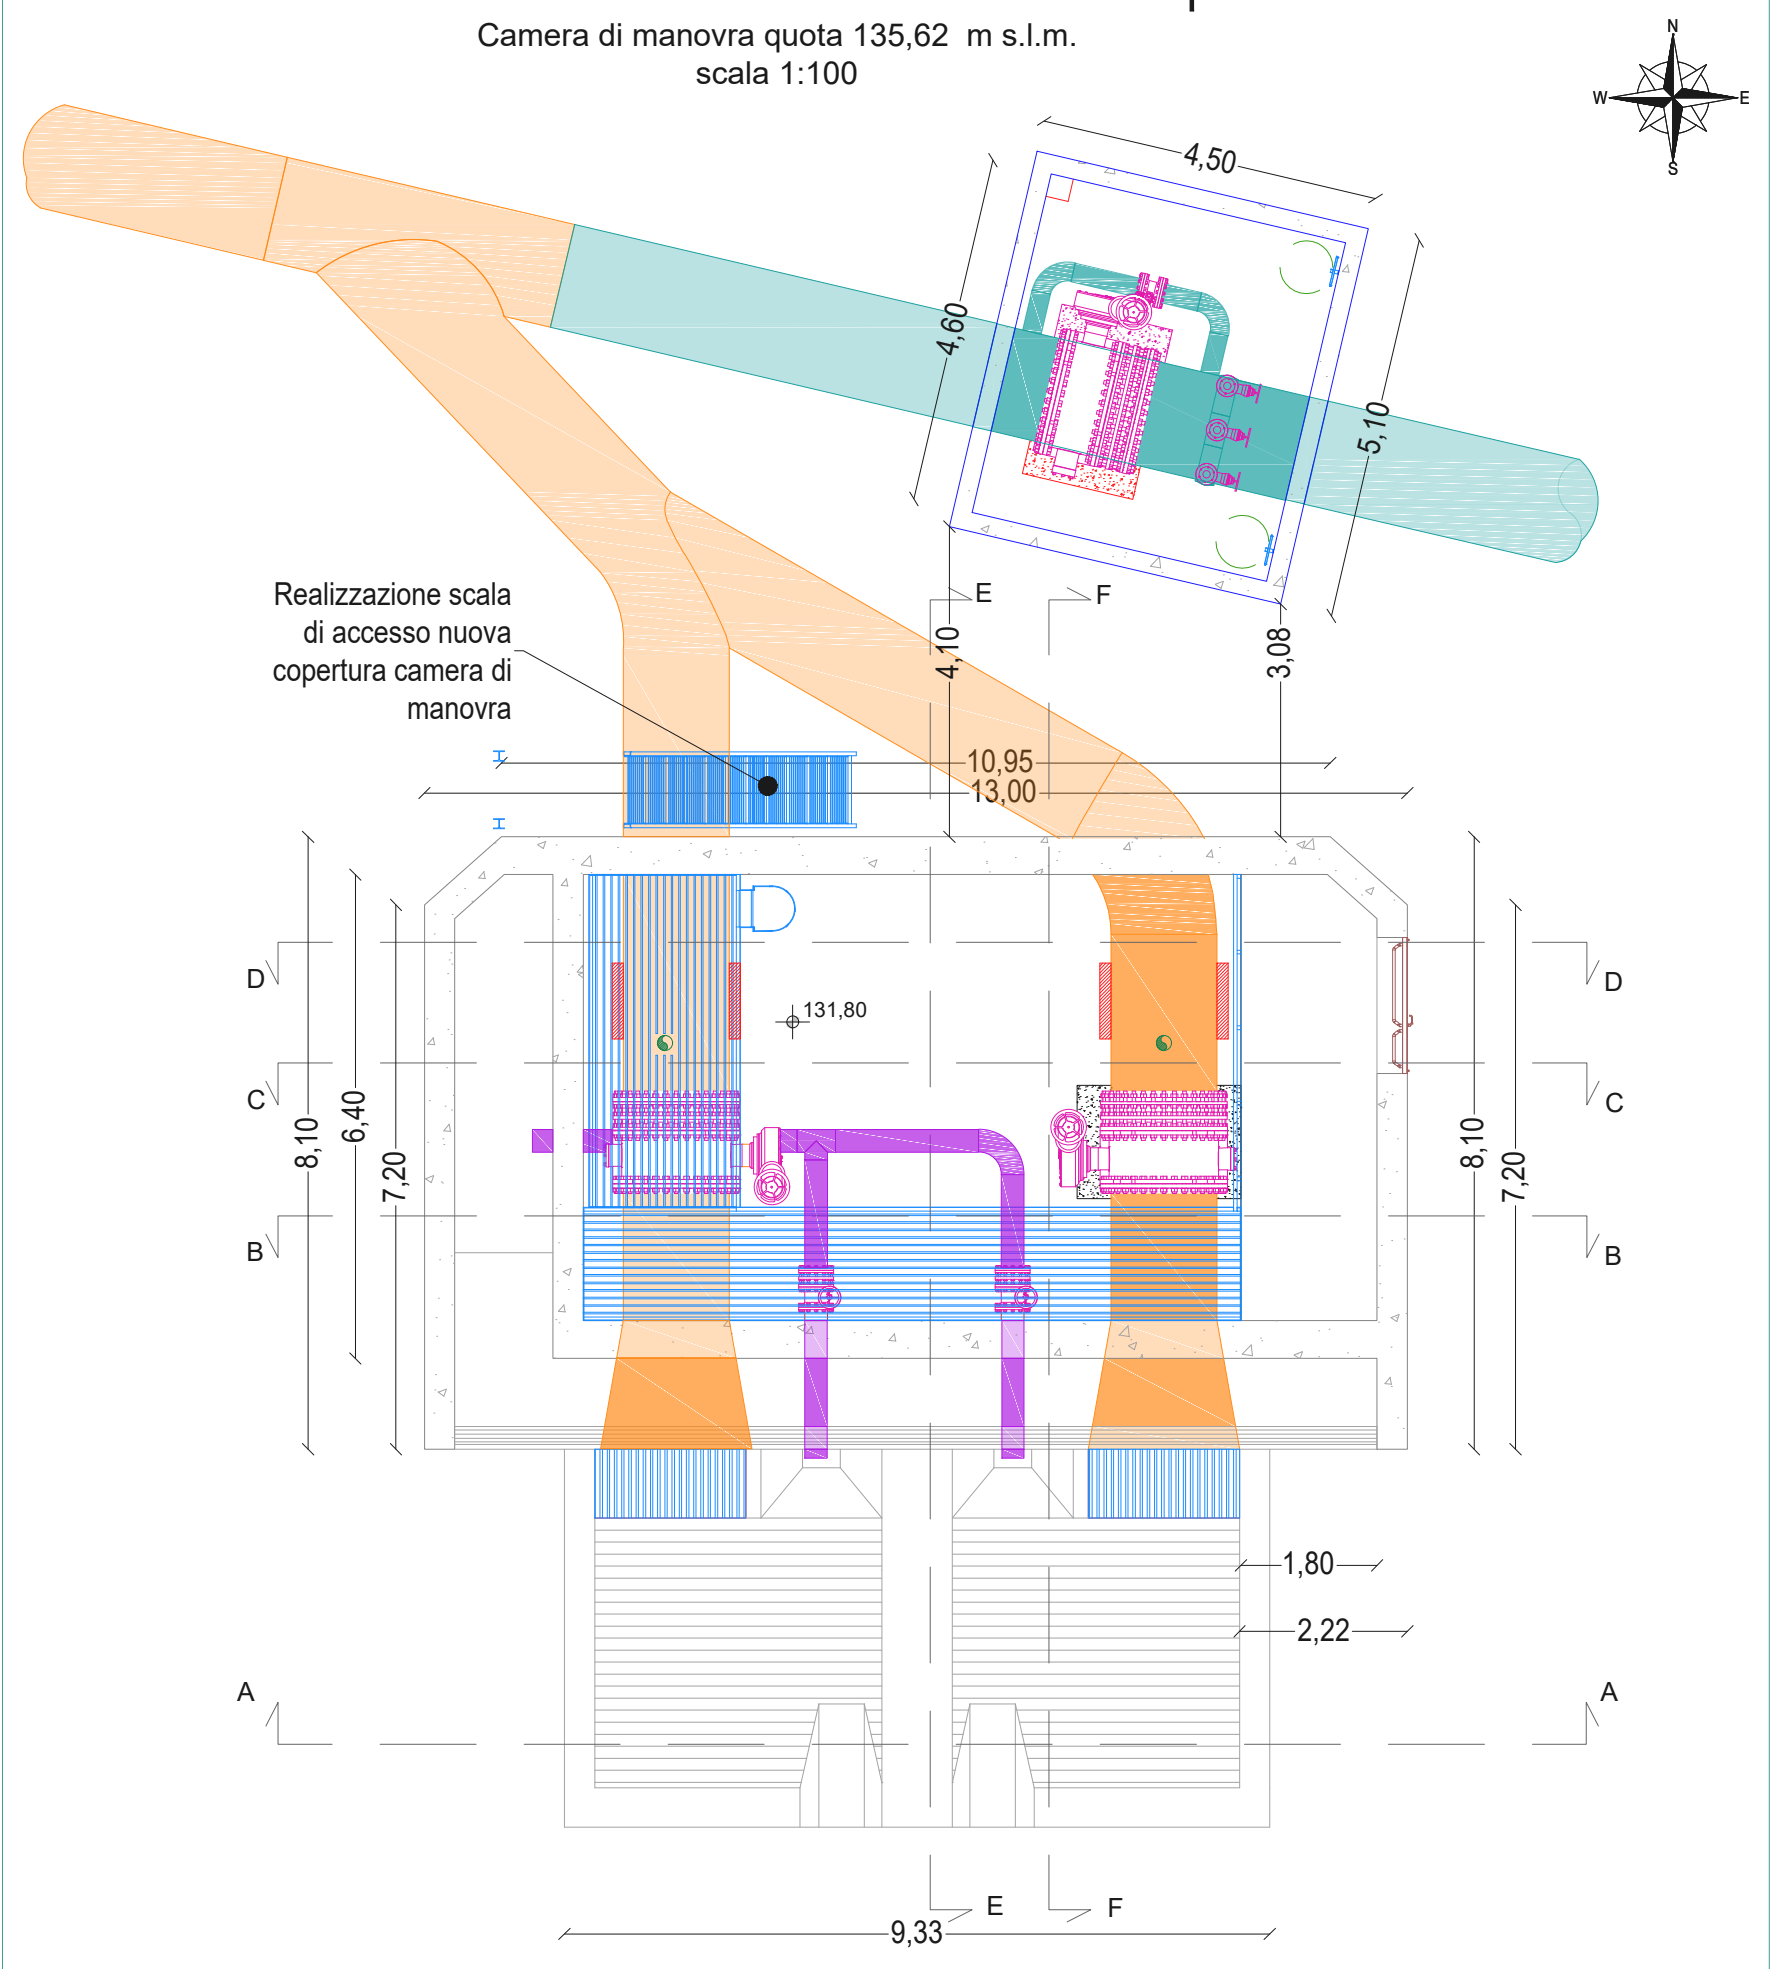 Camera di manovra quota 135,62 m s.l.m.
scala 1:100
N
W
E
S
4,50
4,60
5,10
Realizzazione scala
di accesso nuova
copertura camera di
manovra
E
F
4,10
3,08
10,95
13,00
D
D
131,80
C
C
8,10
6,40
7,20
8,10
7,20
B
B
1,80
2,22
A
A
E
F
9,33